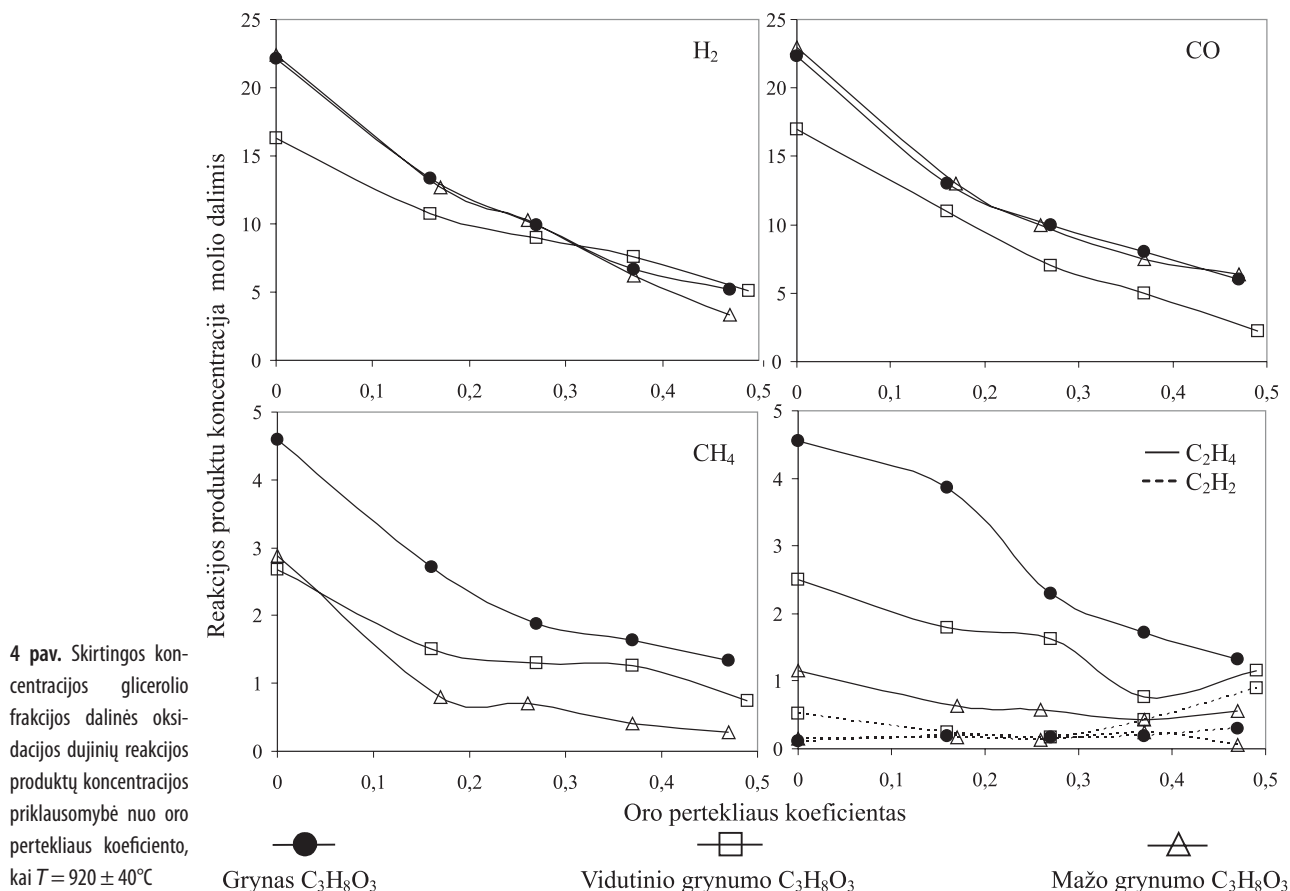 25
20
15
10
5
0
0
0,1
0,2
0,3
0,4
0,5
H2
25
20
15
10
5
0
0
0,1
0,2
0,3
0,4
0,5
CO
Reakcijos produktu koncentracija molio dalimis
5
4
3
2
1
0
0
0,1
0,2
0,3
0,4
0,5
CH4
5
4
3
2
1
0
0
0,1
0,2
0,3
0,4
0,5
C2H4
C2H2
Oro pertekliaus koeficientas
Grynas C3H8O3
Vidutinio grynumo C3H8O3
Mažo grynumo C3H8O3
4 pav. Skirtingos kon-
centracijos glicerolio
frakcijos dalinės oksi-
dacijos dujinių reakcijos
produktų koncentracijos
priklausomybė nuo oro
pertekliaus koeficiento,
kai T = 920 ± 40°C